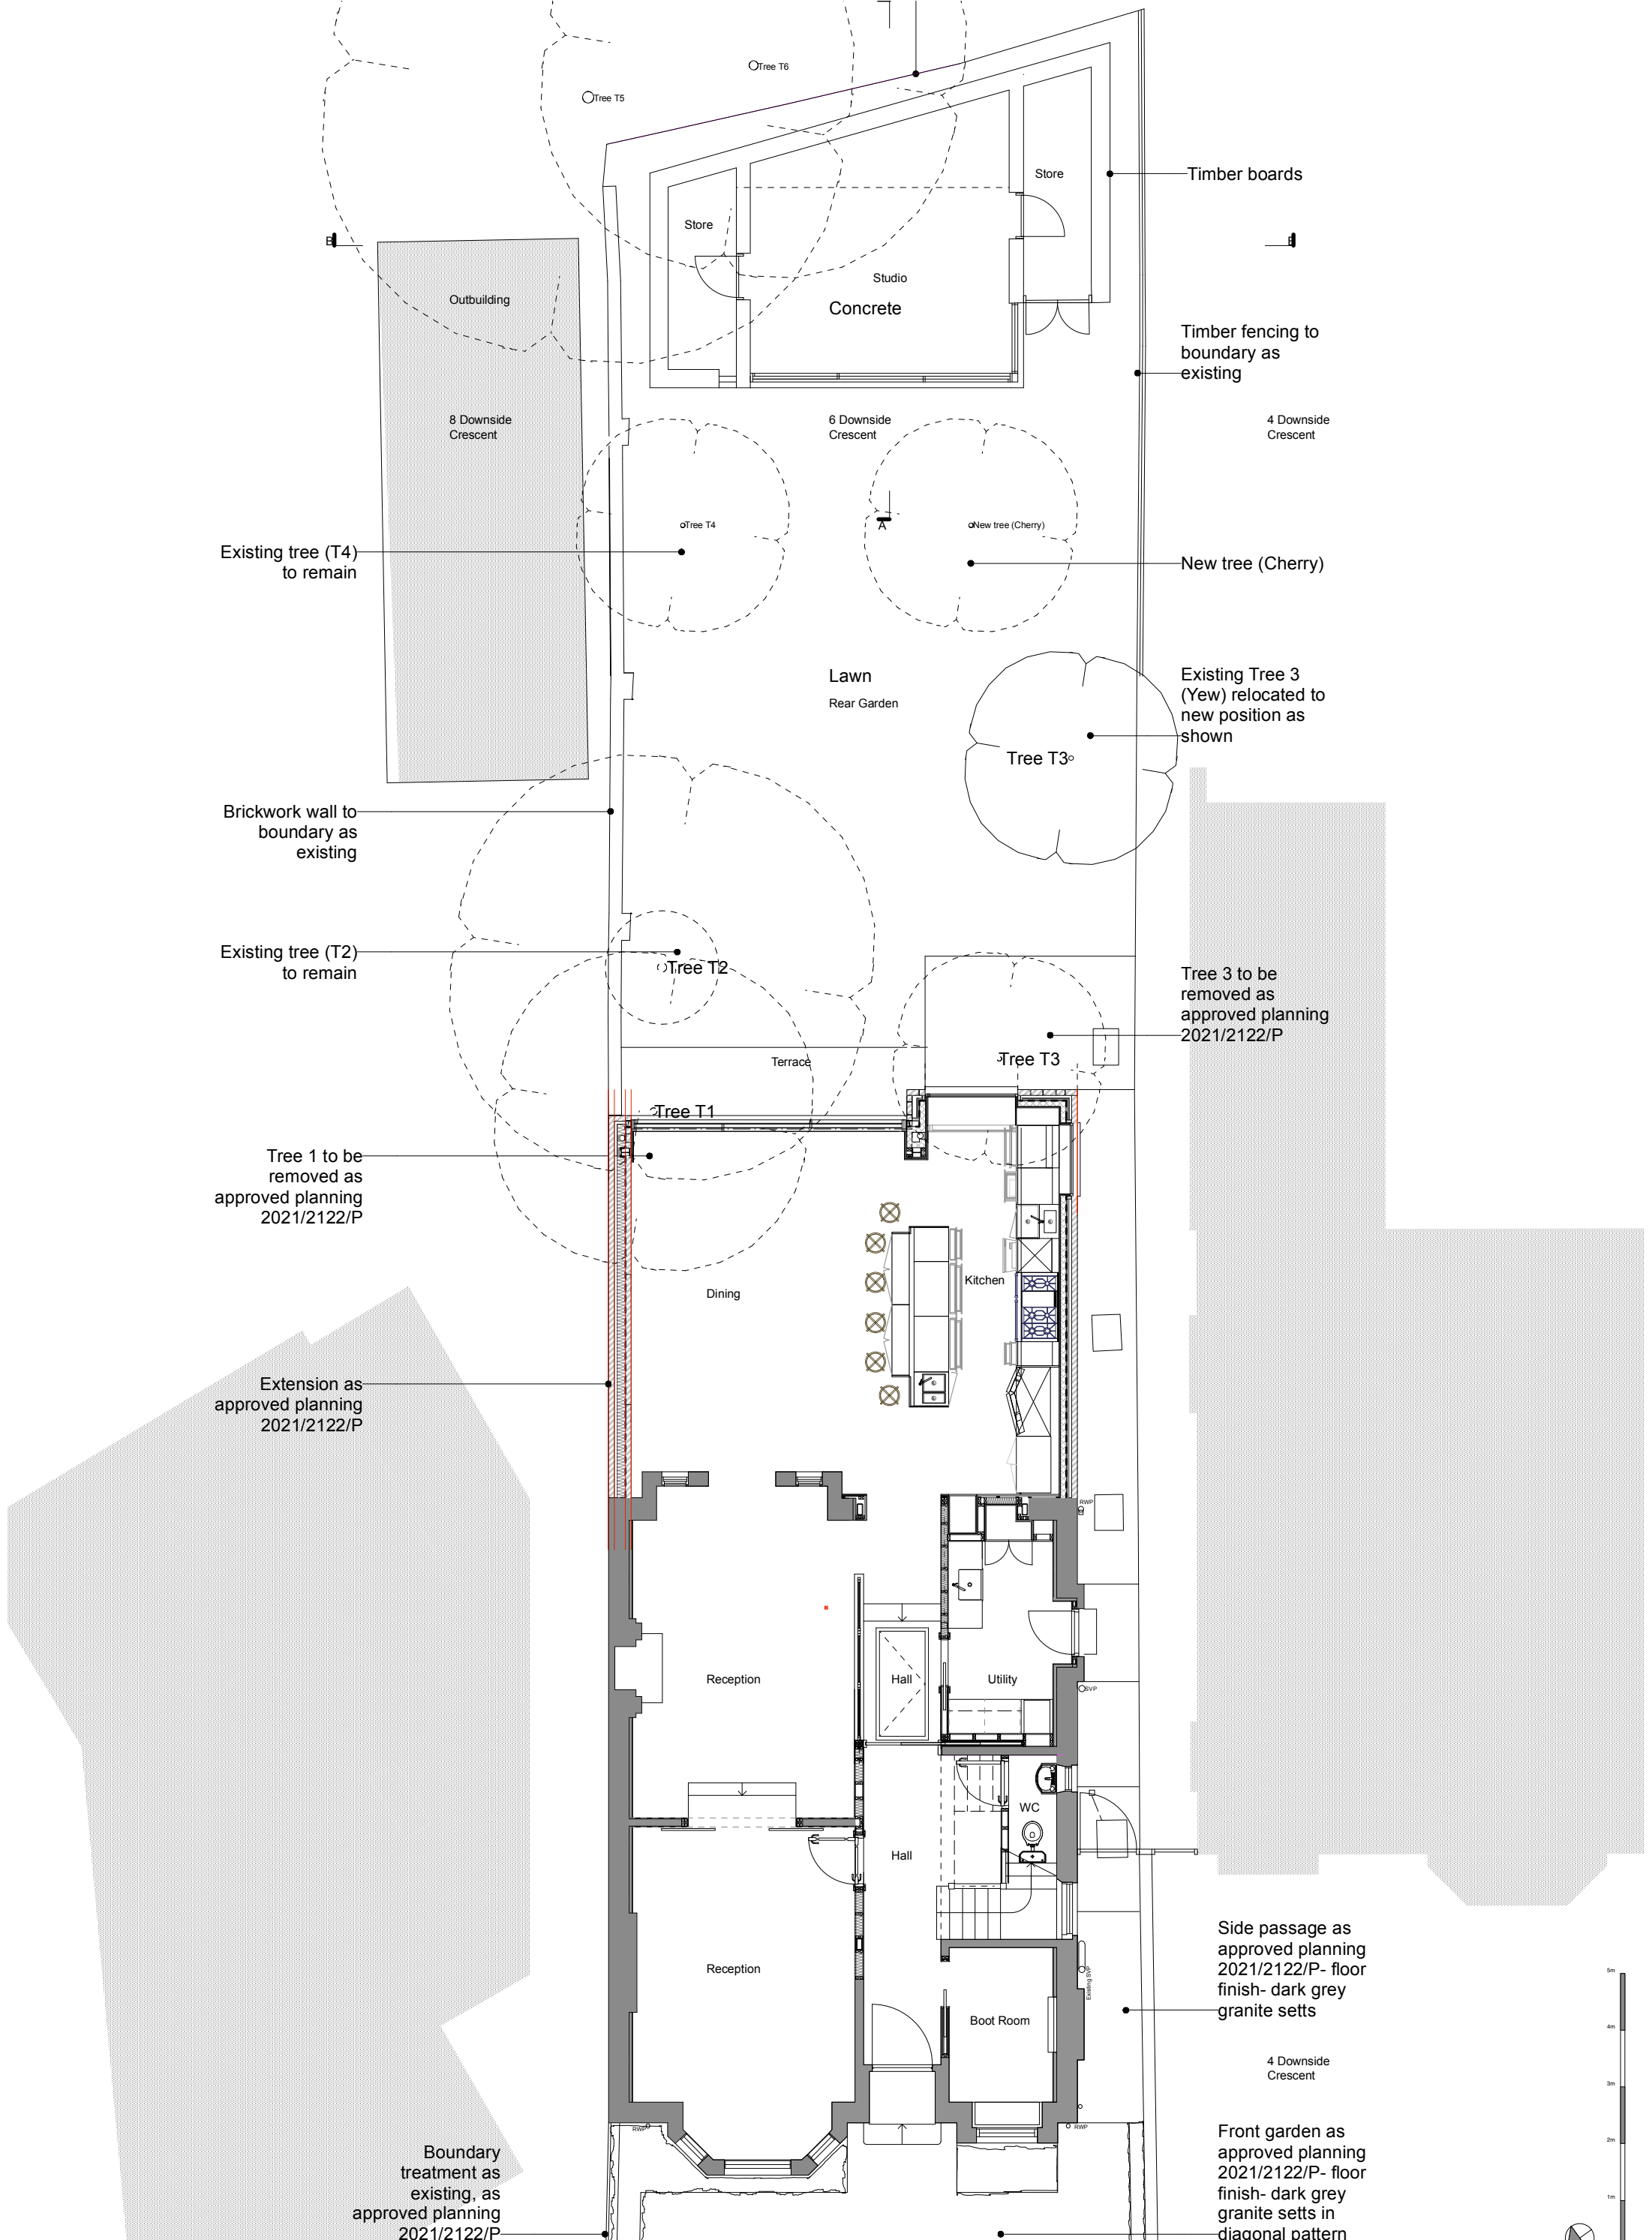 Tree T6
Tree T5
Store
Timber boards
Store
B
B
Studio
Outbuilding
Concrete
Timber fencing to
boundary as
existing
8 Downside
Crescent
6 Downside
Crescent
4 Downside
Crescent
Tree T4
A
New tree (Cherry)
Existing tree (T4)
to remain
New tree (Cherry)
Lawn
Rear Garden
Existing Tree 3
(Yew) relocated to
new position as
shown
Tree T3
Brickwork wall to
boundary as
existing
Existing tree (T2)
to remain
Tree T2
Tree 3 to be
removed as
approved planning
2021/2122/P
Terrace
Tree T3
Tree T1
Tree 1 to be
removed as
approved planning
2021/2122/P
Kitchen
Dining
Extension as
approved planning
2021/2122/P
RWP
Reception
Hall
Utility
SVP
WC
Hall
Side passage as
approved planning
2021/2122/P- floor
finish- dark grey
granite setts
Reception
Existing SVP
5m
Boot Room
4m
4 Downside
Crescent
3m
RWP
RWP
Front garden as
approved planning
2021/2122/P- floor
finish- dark grey
granite setts in
diagonal pattern
2m
Boundary
treatment as
existing, as
approved planning
2021/2122/P
1m